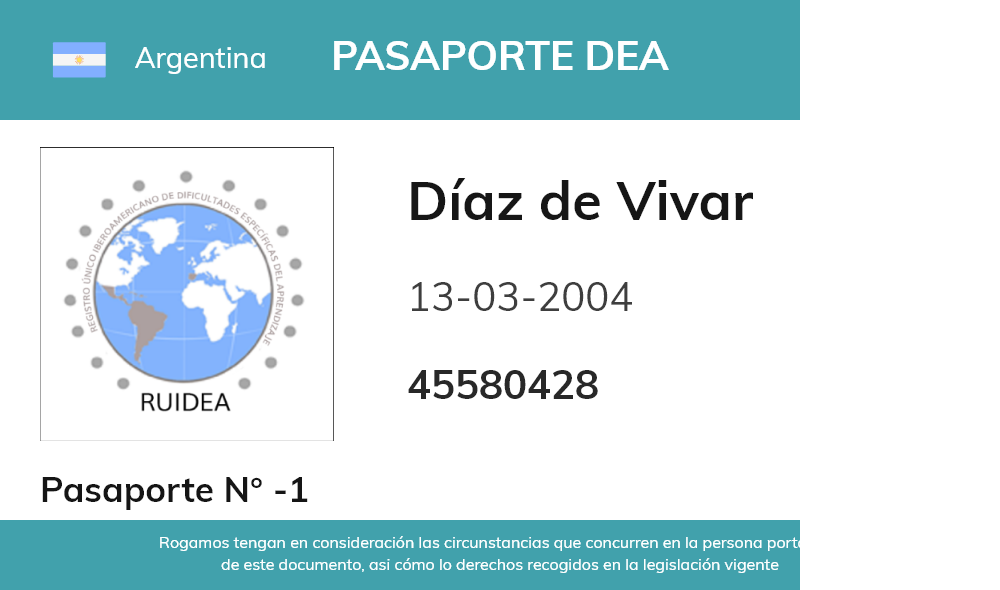 Argentina
PASAPORTE DEA
Díaz de Vivar
13-03-2004
45580428
REGISTRO ÚNICO IBEROAMERICANO DE DIFICULTADES ESPECÍFICAS DEL APRENDIZAJE
RUIDEA
Pasaporte N° -1
Rogamos tengan en consideración las circunstancias que concurren en la persona porta
de este documento, asi cómo lo derechos recogidos en la legislación vigente